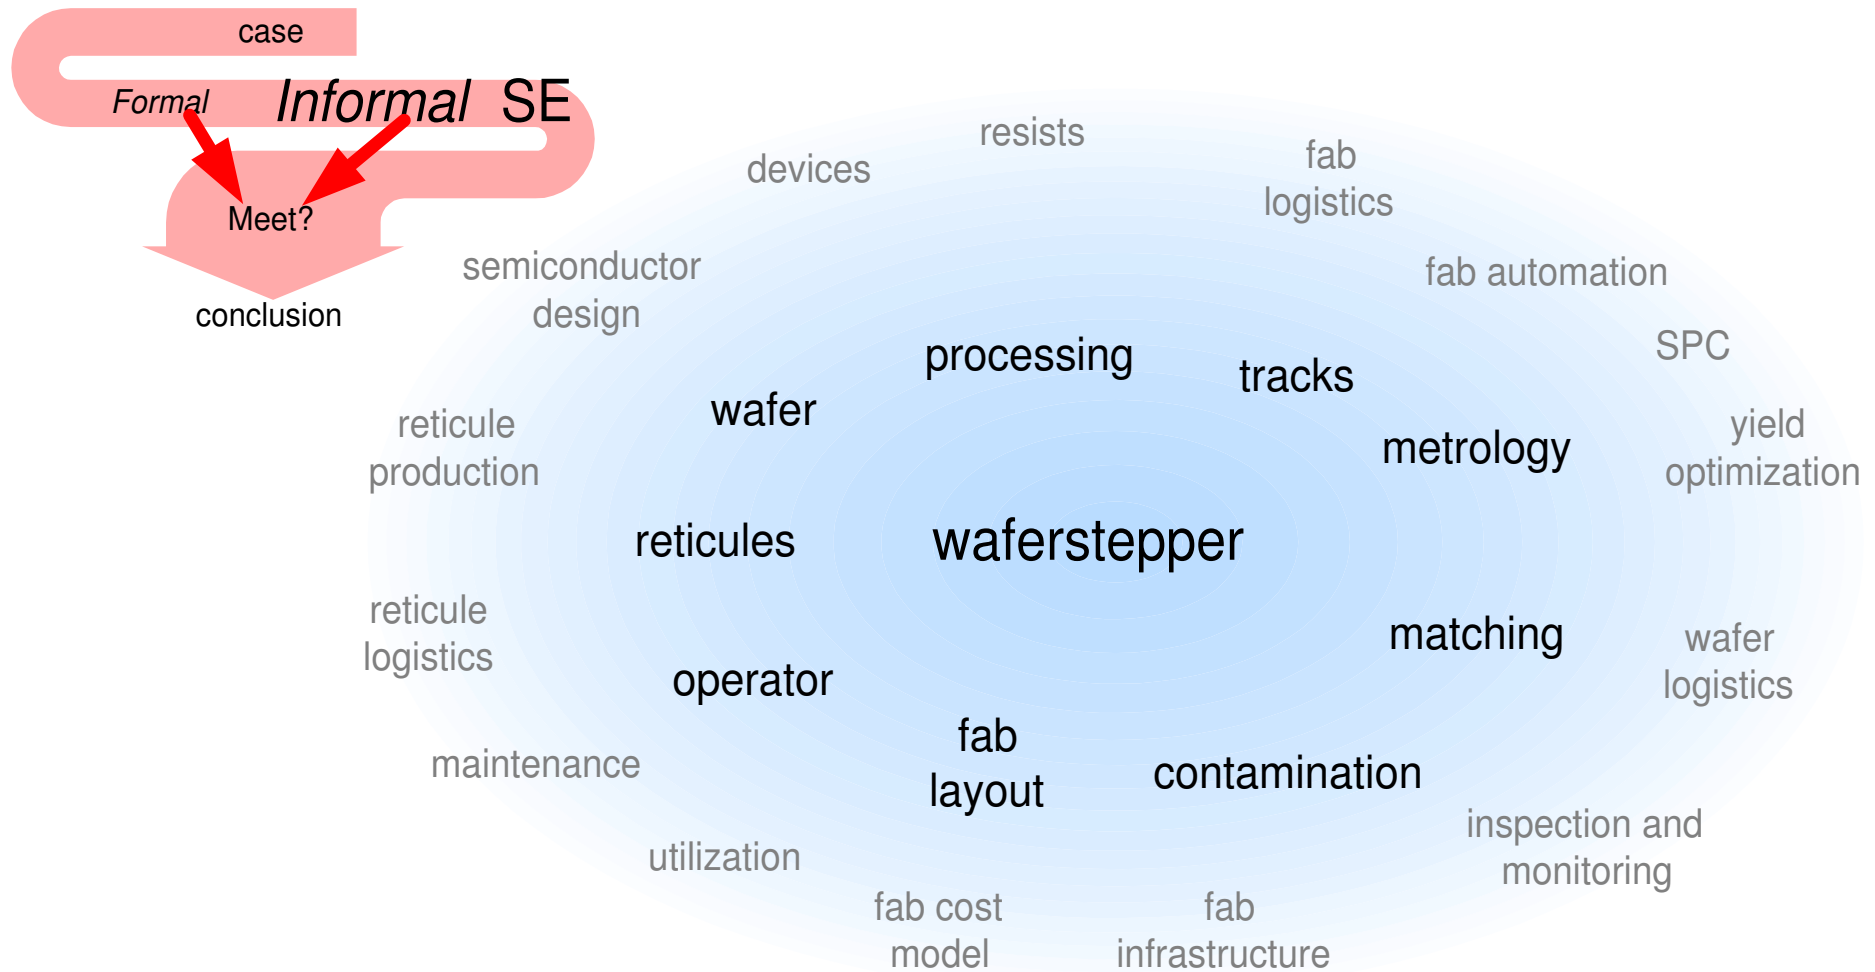 case
Formal Informal SE
Meet?
conclusion
resists
devices
fab
logistics
semiconductor
design
fab automation
processing
tracks
SPC
wafer
reticule
production
metrology
yield
optimization
reticules
waferstepper
reticule
logistics
matching
wafer
logistics
operator
fab
layout
maintenance
contamination
inspection and
monitoring
utilization
fab cost
model
fab
infrastructure